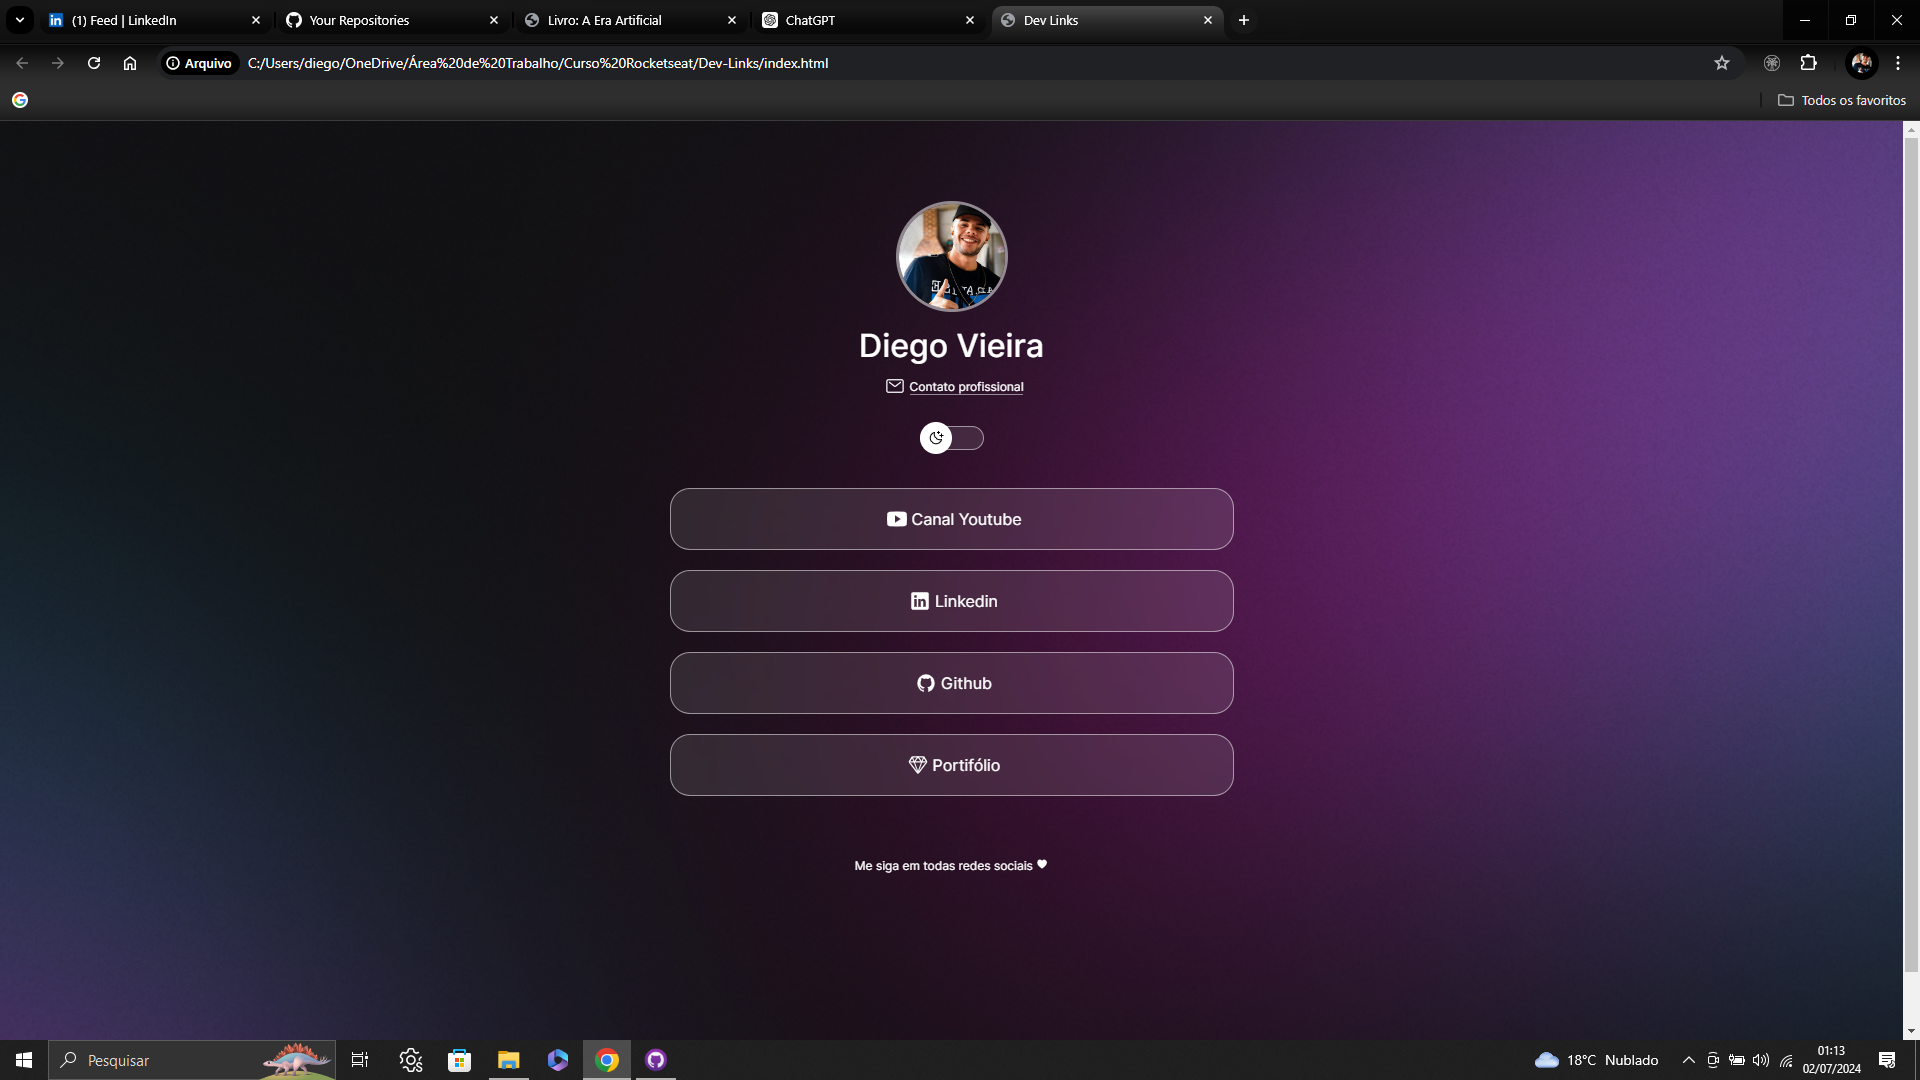 (1) Feed | LinkedIn
Your Repositories
Livro: A Era Artificial
ChatGPT
Dev Links
Arquivo
C:/Users/diego/OneDrive/Área%20de%20Trabalho/Curso%20Rocketseat/Dev-Links/index.html
Todos os favoritos
Diego Vieira
Contato profissional
Canal Youtube
Linkedin
Github
Portifólio
Me siga em todas redes sociais
Pesquisar
18°C Nublado
01:13
02/07/2024